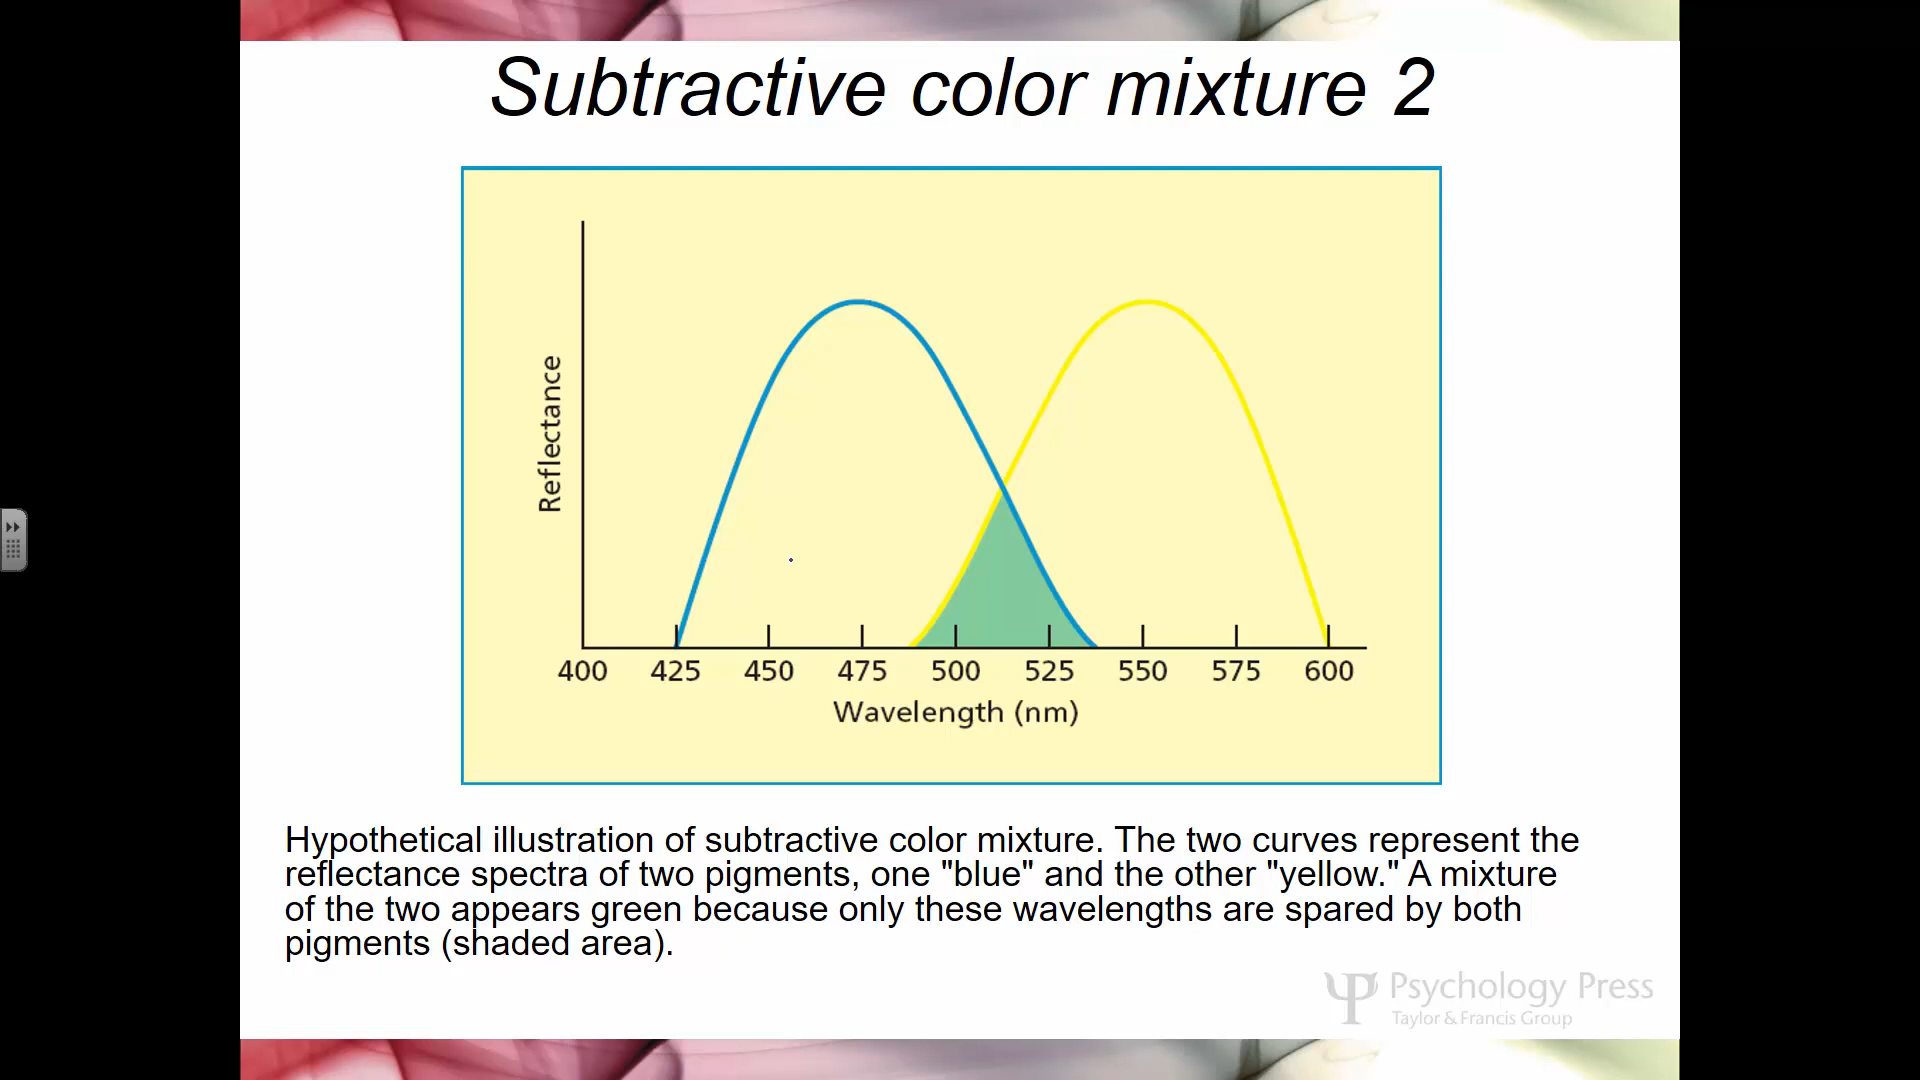 Subtractive color mixture 2
Reflectance
400 425 450 475 500 525 550 575 600
Wavelength (nm)
Hypothetical illustration of subtractive color mixture. The two curves represent the
reflectance spectra of two pigments, one "blue" and the other "yellow." A mixture
of the two appears green because only these wavelengths are spared by both
pigments (shaded area).
Psychology Press
Taylor & Francis Group